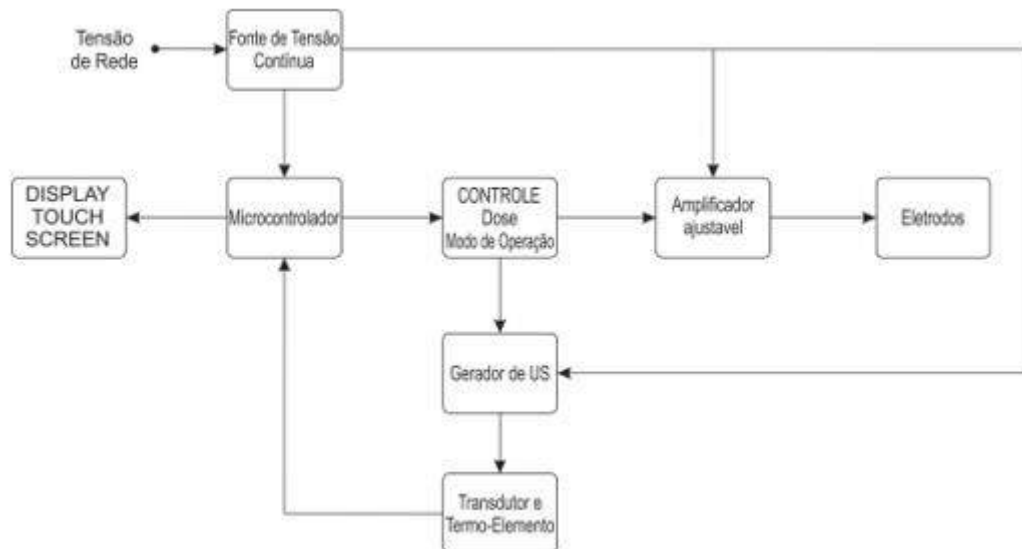 Tensão
de Rede
Fonte de Tensão
Contínua
DISPLAY
TOUCH
SCREEN
Microcontrolador
CONTROLE
Dose
Modo de Operação
Amplificador
ajustavel
Eletrodos
Gerador de US
Transdutor e
Termo-Elemento